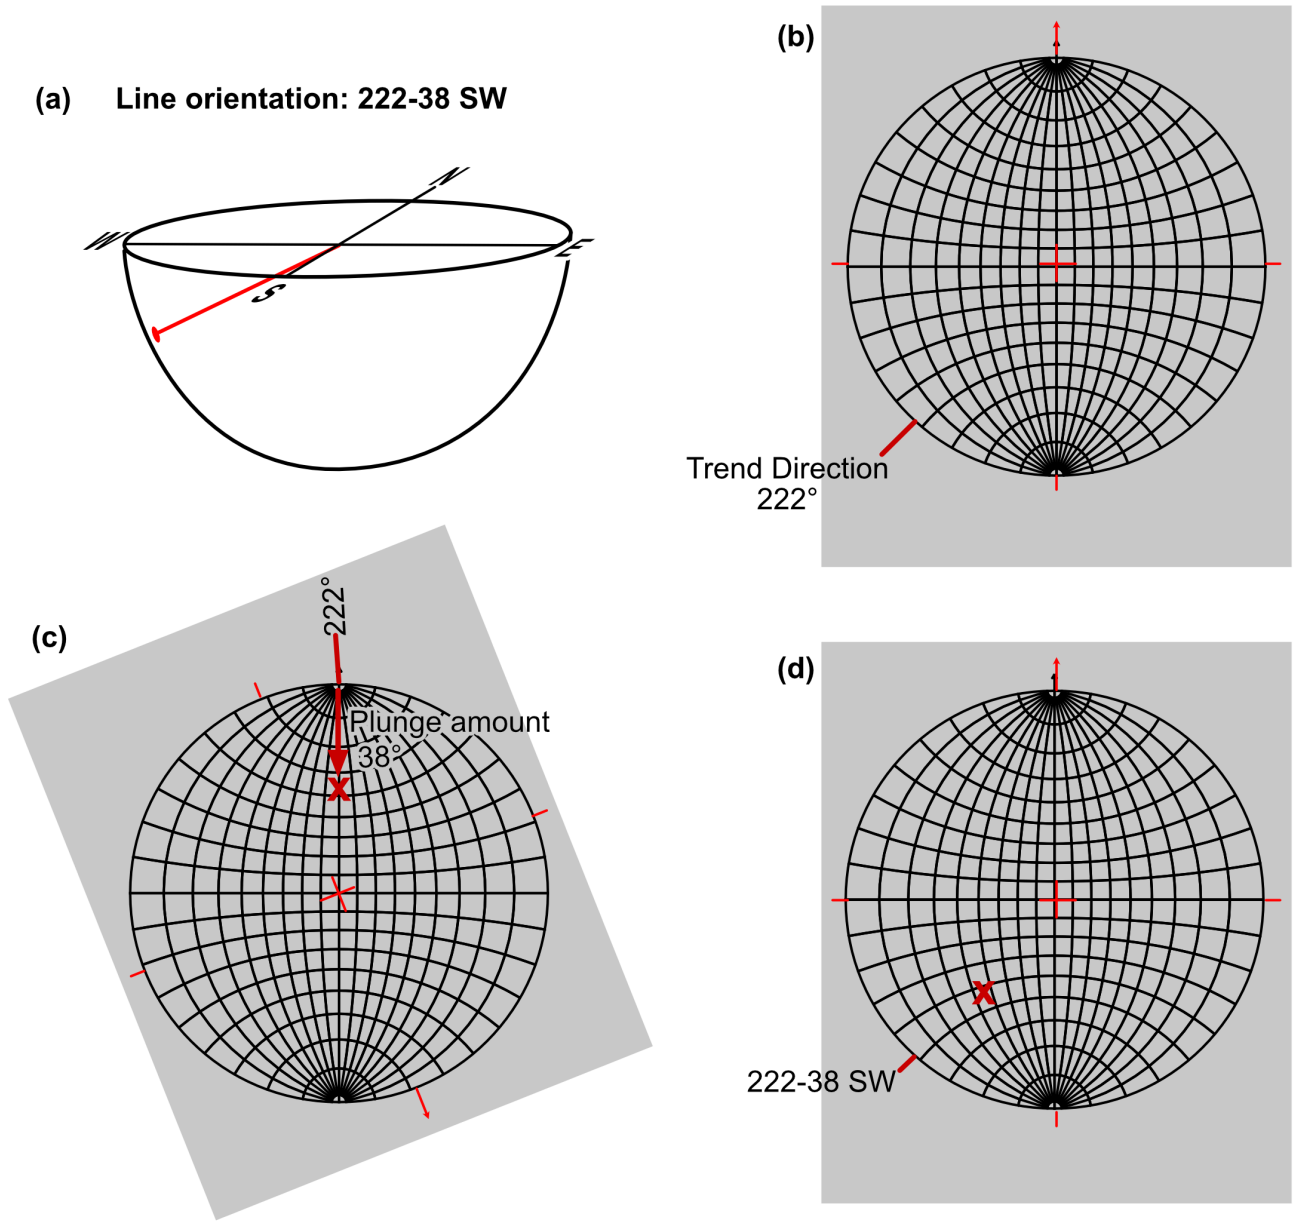 (a) Line orientation: 222-38 SW
N
W
E
S
(b)
Trend Direction
222°
(c)
222°
Plunge amount
38°
X
(d)
X
222-38 SW